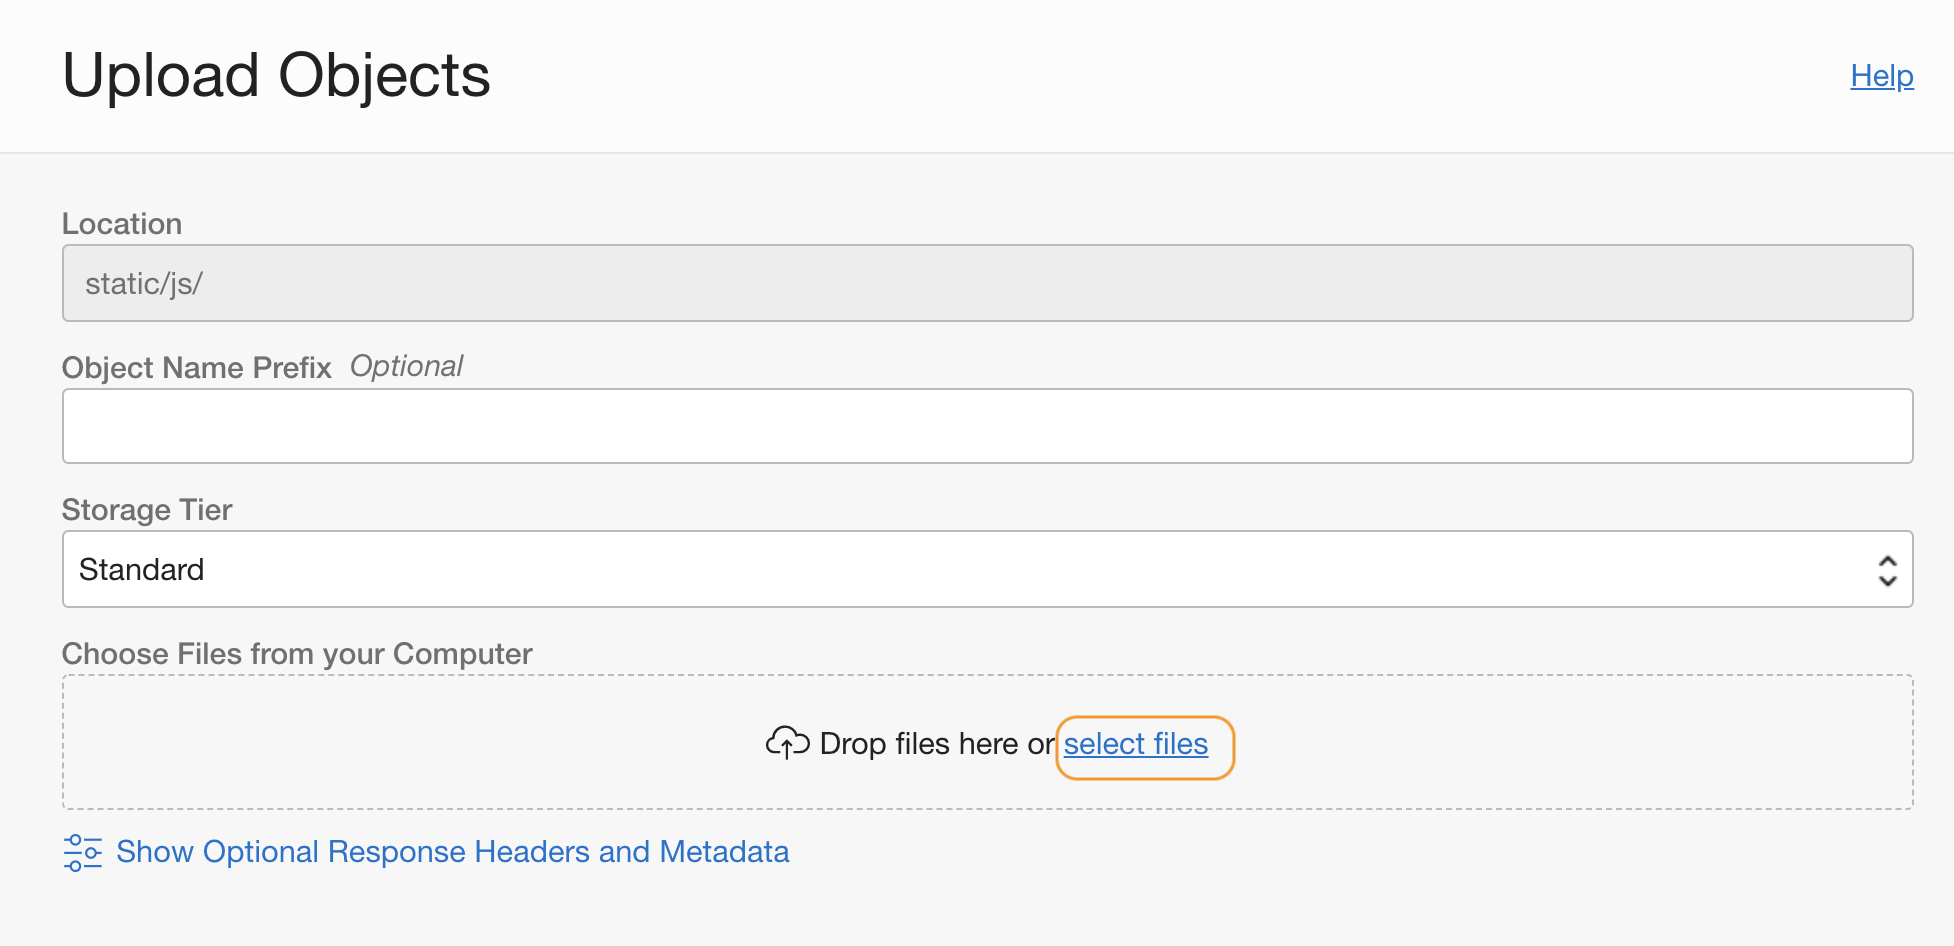 Upload Objects
Help
Location
static/js/
Object Name Prefix Optional
Storage Tier
Standard
Choose Files from your Computer
Drop files here or select files
Show Optional Response Headers and Metadata